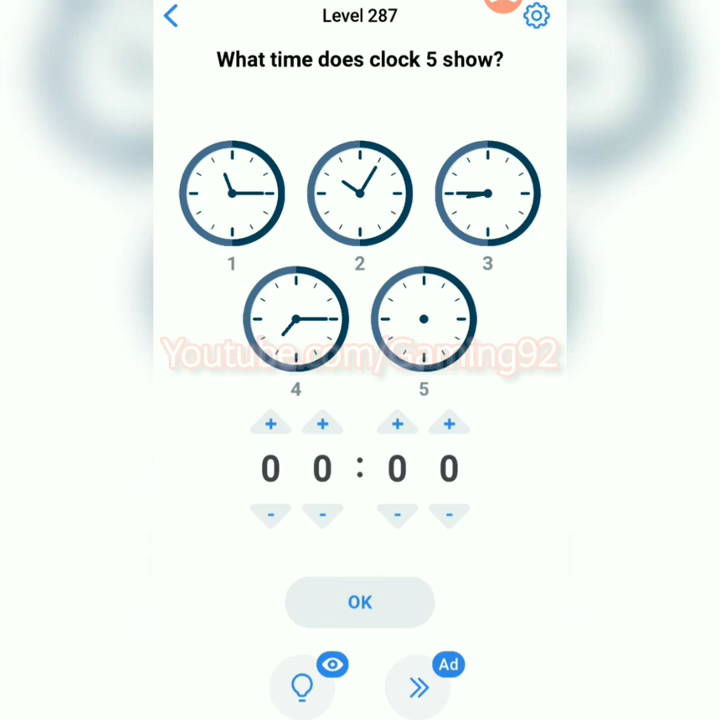 Level 287
What time does clock 5 show?
1 2 3
Youtube.com/Gaming92
4 5
+ + + +
0 0 : 0 0
- - - -
OK
Ad